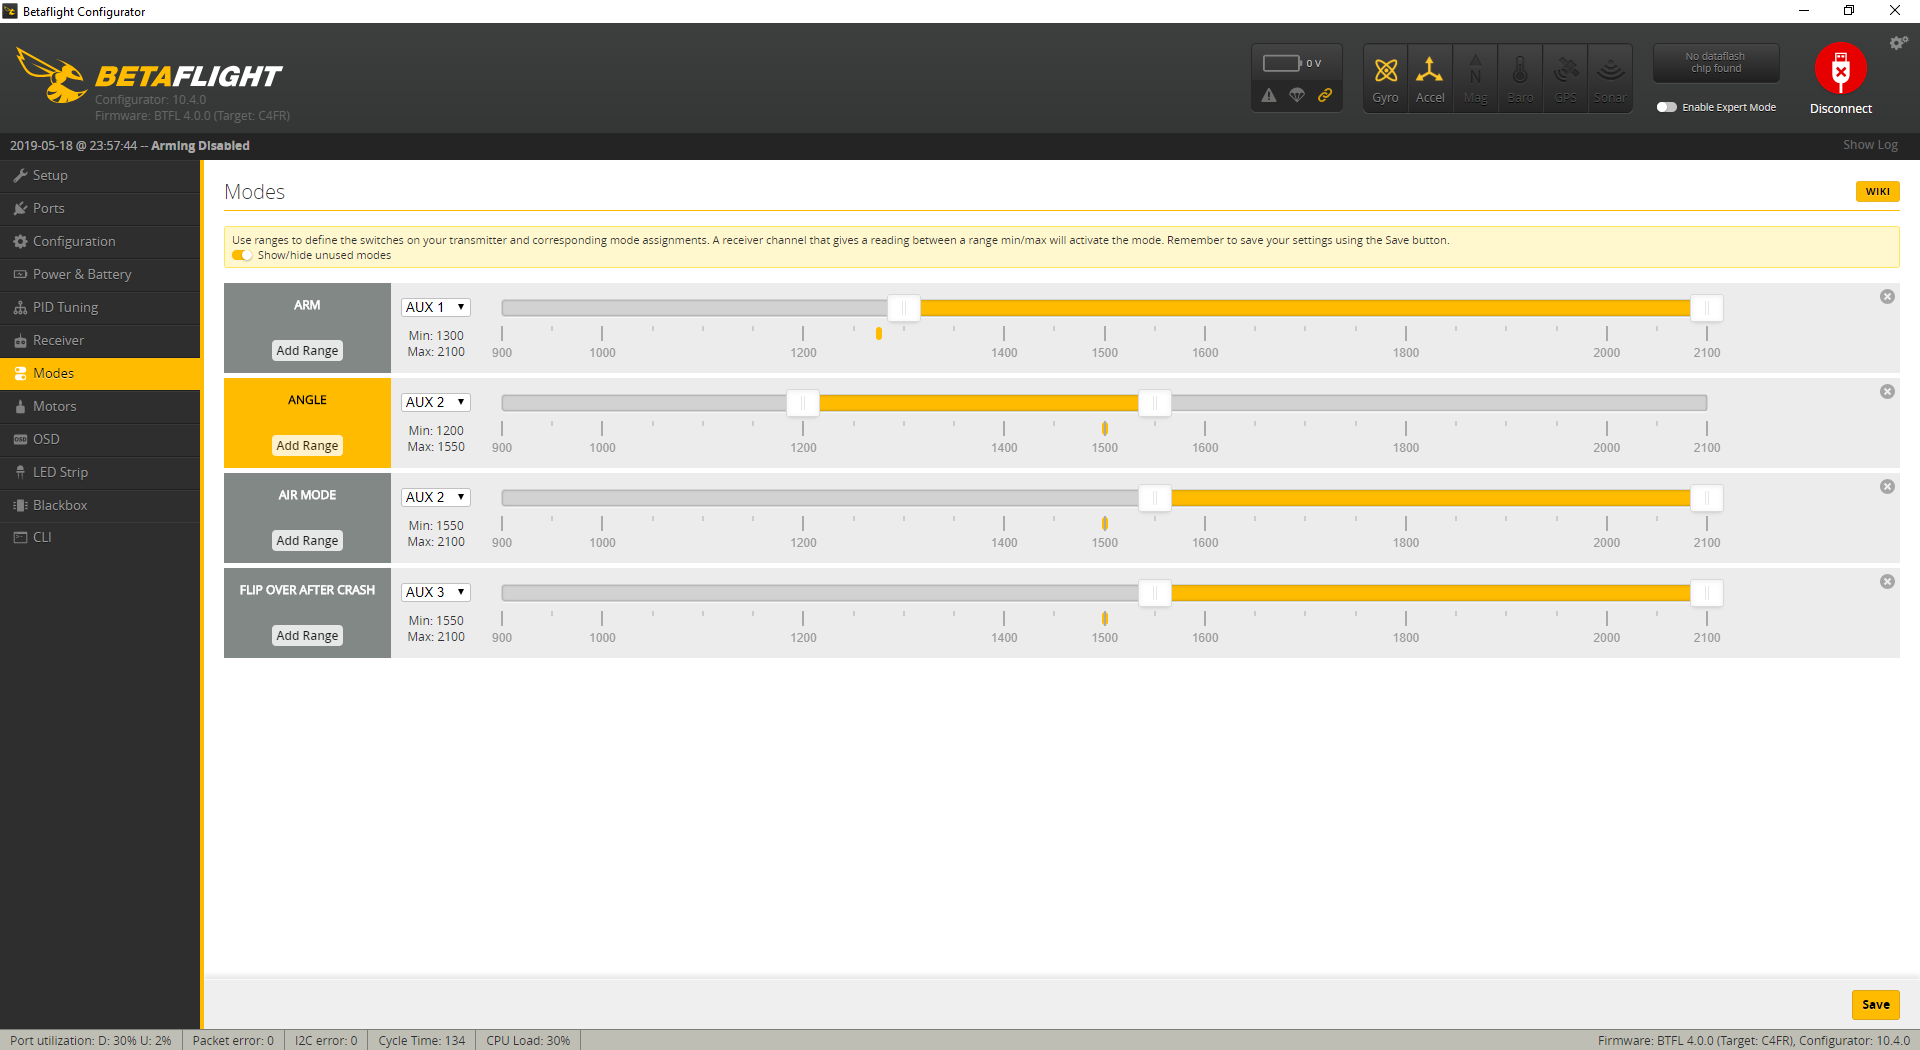 Betaflight Configurator
BETAFLIGHT
Configurator: 10.4.0
Firmware: BTFL 4.0.0 (Target: C4FR)
0 V
Gyro
Accel
Mag
Baro
GPS
Sonar
No dataflash
chip found
Enable Expert Mode
Disconnect
2019-05-18 @ 23:57:44 -- Arming Disabled
Show Log
Setup
Ports
Configuration
Power & Battery
PID Tuning
Receiver
Modes
Motors
OSD
LED Strip
Blackbox
CLI
Modes
WIKI
Use ranges to define the switches on your transmitter and corresponding mode assignments. A receiver channel that gives a reading between a range min/max will activate the mode. Remember to save your settings using the Save button.
Show/hide unused modes
ARM
Add Range
AUX 1
Min: 1300
Max: 2100
900 1000 1200 1400 1500 1600 1800 2000 2100
ANGLE
Add Range
AUX 2
Min: 1200
Max: 1550
900 1000 1200 1400 1500 1600 1800 2000 2100
AIR MODE
Add Range
AUX 2
Min: 1550
Max: 2100
900 1000 1200 1400 1500 1600 1800 2000 2100
FLIP OVER AFTER CRASH
Add Range
AUX 3
Min: 1550
Max: 2100
900 1000 1200 1400 1500 1600 1800 2000 2100
Save
Port utilization: D: 30% U: 2%
Packet error: 0
I2C error: 0
Cycle Time: 134
CPU Load: 30%
Firmware: BTFL 4.0.0 (Target: C4FR), Configurator: 10.4.0